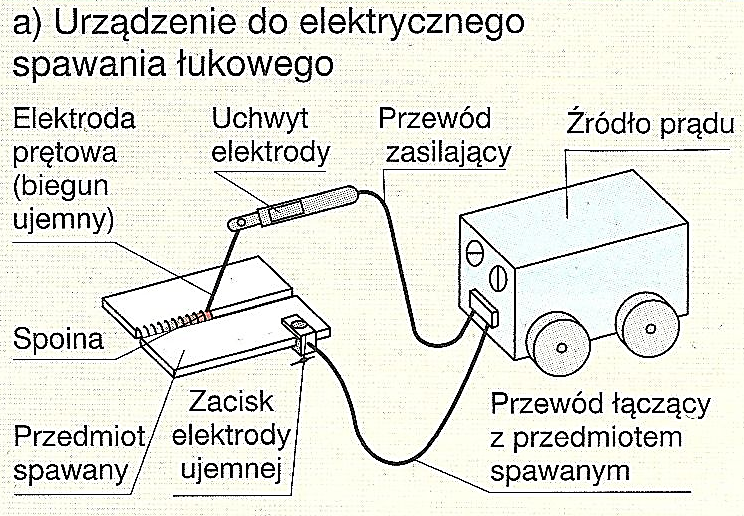 a) Urządzenie do elektrycznego
spawania łukowego
Elektroda
prętowa
(biegun
ujemny)
Uchwyt
elektrody
Przewód
zasilający
Źródło prądu
Spoina
Przedmiot
spawany
Zacisk
elektrody
ujemnej
Przewód łączący
z przedmiotem
spawanym